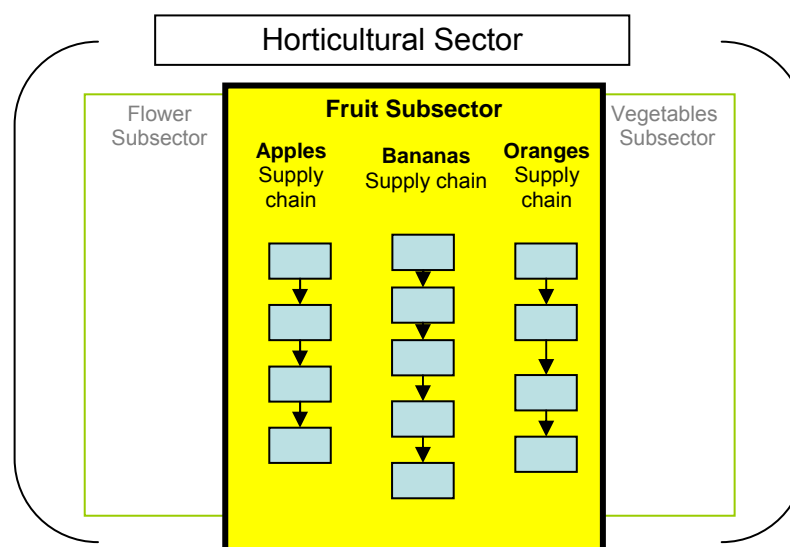 Horticultural Sector
Flower
Subsector
Fruit Subsector
Vegetables
Subsector
Apples
Supply
chain
Bananas
Supply chain
Oranges
Supply
chain